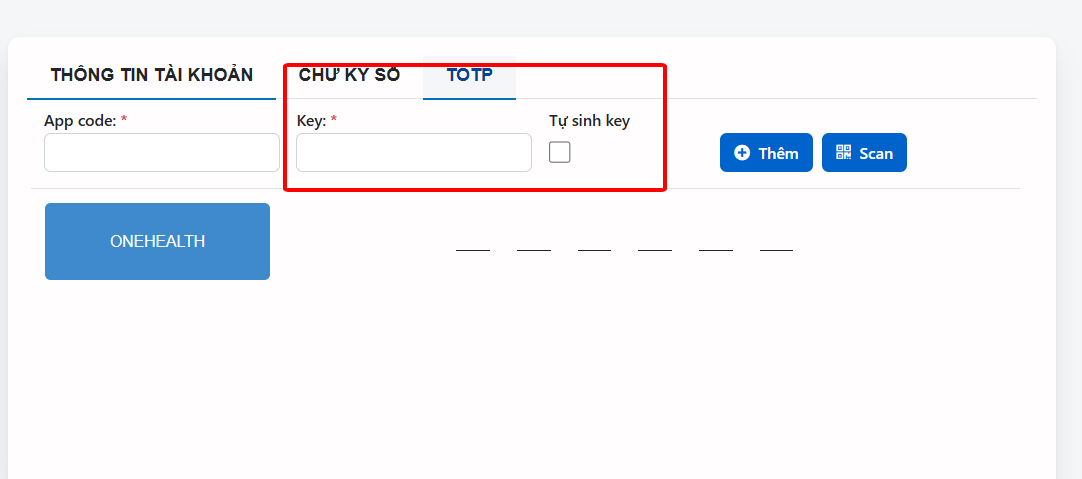 THÔNG TIN TÀI KHOẢN CHỮ KÝ SỐ TOTP
App code: * Key: * Tự sinh key
Thêm Scan
ONEHEALTH